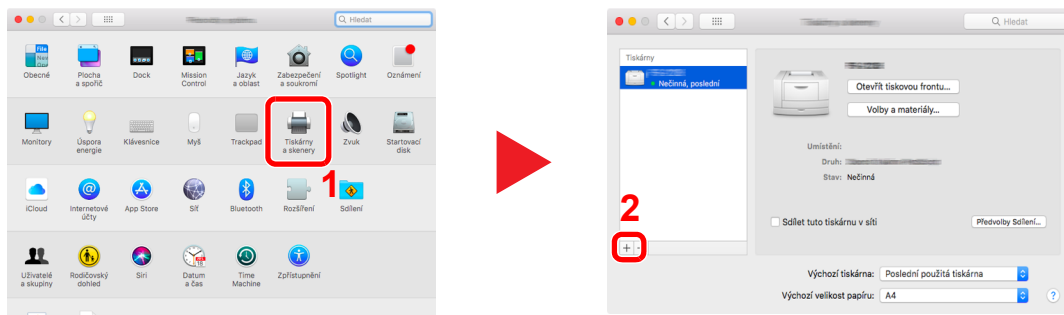 Hledat
File
New
Obecné
Plocha
a spořič
Dock
Mission
Control
Jazyk
a oblast
Zabezpečení
a soukromí
Spotlight
Oznámení
Monitory
Úspora
energie
Klávesnice
Myš
Trackpad
Tiskárny
a skenery
Zvuk
Startovací
disk
1
iCloud
Internetové
účty
App Store
Síť
Bluetooth
Rozšíření
Sdílení
Uživatelé
a skupiny
Rodičovský
dohled
Siri
Datum
a čas
Time
Machine
Zpřístupnění
Hledat
Tiskárny
Nečinná, poslední
Otevřít tiskovou frontu...
Volby a materiály...
Umístění:
Druh:
Stav: Nečinná
2
Sdílet tuto tiskárnu v síti
Předvolby Sdílení...
+ -
Výchozí tiskárna: Poslední použitá tiskárna
Výchozí velikost papíru: A4
?